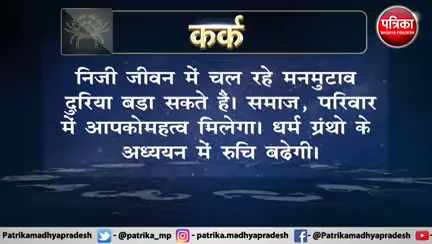 कर्क
पत्रिका
MADHYA PRADESH
निजी जीवन में चल रहे मनमुटाव
दुरिया बडा सकते हैं। समाज, परिवार
में आपकोमहत्व मिलेगा। धर्म ग्रंथो के
अध्ययन में रुचि बढेगी।
- Patrikamadhyapradesh - @patrika_mp - patrika.madhyapradesh - Patrikamadhyapradesh